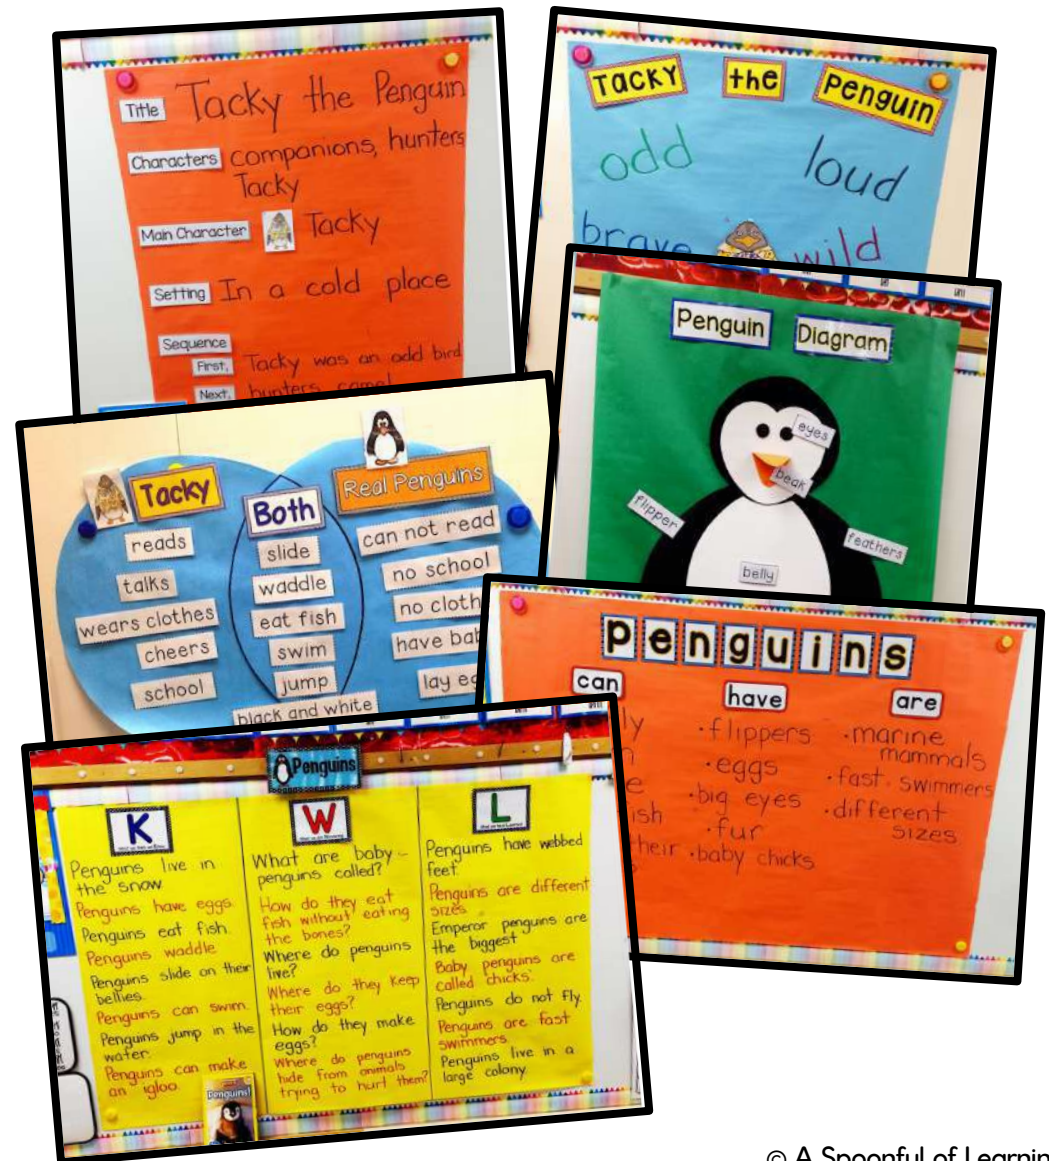 Title Tacky the Penguin
Characters companions, hunters
Tacky
Main Character Tacky
Setting In a cold place
Sequence
First, Tacky was an odd bird
Next, hunters came!
Tacky the Penguin
odd loud
brave wild
Penguin Diagram
eyes
beak
flipper
feathers
belly
Tacky
reads
talks
wears clothes
cheers
school
Both
slide
waddle
eat fish
swim
jump
black and white
Real Penguins
can not read
no school
no cloth
have bab
lay eg
penguins
can
ly
e
ish
their
have
·flippers
·eggs
·big eyes
·fur
·baby chicks
are
·marine
mammals
·fast swimmers
·different
sizes
Penguins
K
Penguins live in
the snow
Penguins have eggs.
Penguins eat fish.
Penguins waddle
Penguins slide on their
bellies.
Penguins can swim.
Penguins jump in the
water.
Penguins can make
an igloo.
Penguins!
W
What are baby
penguins called?
How do they eat
fish without eating
the bones?
Where do penguins
live?
Where do they keep
their eggs?
How do they make
eggs?
Where do penguins
hide from animals
trying to hurt them?
L
Penguins have webbed
feet.
Penguins are different
sizes.
Emperor penguins are
the biggest
Baby penguins are
called chicks.
Penguins do not fly.
Penguins are fast
swimmers.
Penguins live in a
large colony.
© A Spoonful of Learnin